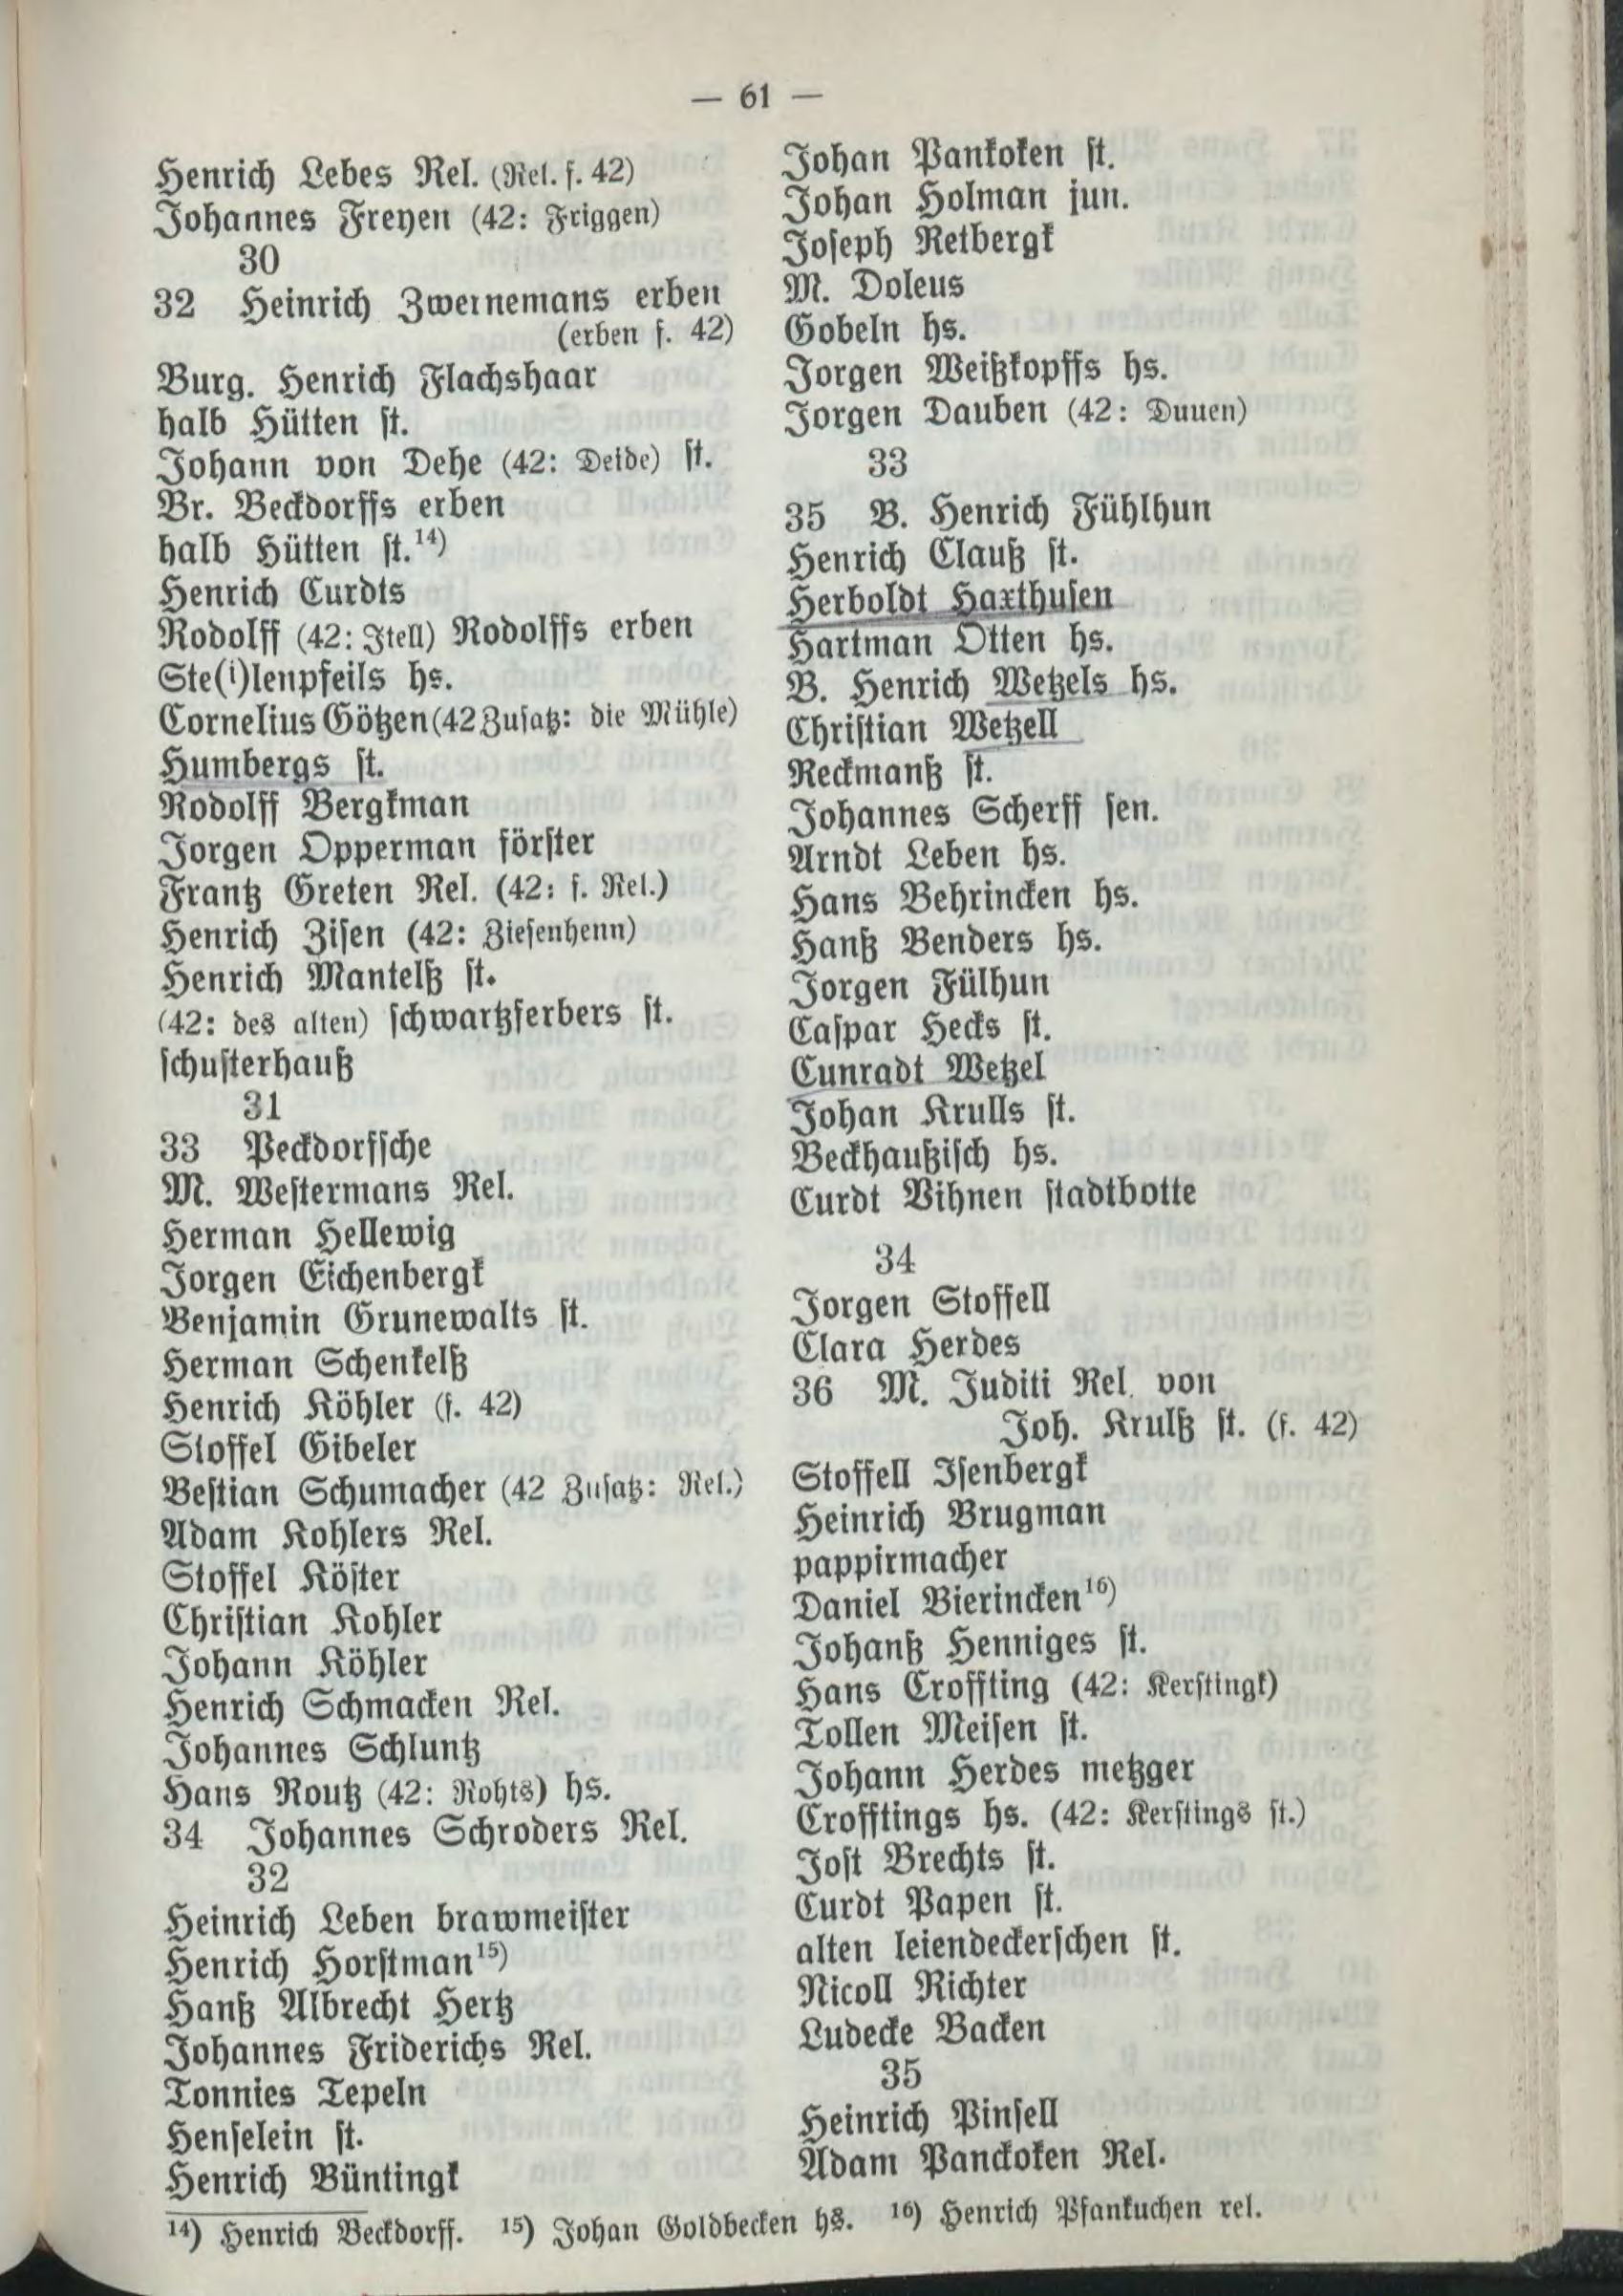 — 61 —
Henrich Lebes Rel. (Rel. f. 42)
Johannes Freyen (42: Friggen)
30
32 Heinrich Zwernemans erben
(erben f. 42)
Burg. Henrich Flachshaar
halb Hütten st.
Johann von Dehe (42: Deide) st.
Br. Beckdorffs erben
halb Hütten st.14)
Henrich Curdts
Rodolff (42: Itell) Rodolffs erben
Ste(i)lenpfeils hs.
Cornelius Götzen (42 Zusatz: die Mühle)
Humbergs st.
Rodolff Bergkman
Jorgen Opperman förster
Frantz Greten Rel. (42: f. Rel.)
Henrich Zisen (42: Ziesenhenn)
Henrich Mantelß st.
(42: des alten) schwartzferbers st.
schusterhauß
31
33 Peckdorfsche
M. Westermans Rel.
Herman Hellewig
Jorgen Eichenbergk
Benjamin Grunewalts st.
Herman Schenkelß
Henrich Köhler (f. 42)
Stoffel Gibeler
Bestian Schumacher (42 Zusatz: Rel.)
Adam Kohlers Rel.
Stoffel Köster
Christian Kohler
Johann Köhler
Henrich Schmacken Rel.
Johannes Schluntz
Hans Routz (42: Rohts) hs.
34 Johannes Schroders Rel.
32
Heinrich Leben brawmeister
Henrich Horstman15)
Hanß Albrecht Hertz
Johannes Friderichs Rel.
Tonnies Tepeln
Henselein st.
Henrich Büntingk
Johan Pankoken st.
Johan Holman jun.
Joseph Retbergk
M. Doleus
Gobeln hs.
Jorgen Weißkopffs hs.
Jorgen Dauben (42: Duuen)
33
35 B. Henrich Fühlhun
Henrich Clauß st.
Herboldt Haxthusen
Hartman Otten hs.
B. Henrich Wetzels hs.
Christian Wetzell
Reckmanß st.
Johannes Scherff sen.
Arndt Leben hs.
Hans Behrincken hs.
Hanß Benders hs.
Jorgen Fülhun
Caspar Hecks st.
Cunradt Wetzel
Johan Krulls st.
Beckhaußisch hs.
Curdt Vihnen stadtbotte
34
Jorgen Stoffell
Clara Herdes
36 M. Juditi Rel. von
Joh. Krulß st. (f. 42)
Stoffell Isenbergk
Heinrich Brugman
pappirmacher
Daniel Bierincken16)
Johanß Henniges st.
Hans Croffting (42: Kerstingk)
Tollen Meisen st.
Johann Herdes metzger
Crofftings hs. (42: Kerstings st.)
Jost Brechts st.
Curdt Papen st.
alten leiendeckerschen st.
Nicoll Richter
Ludecke Backen
35
Heinrich Pinsell
Adam Panckoken Rel.
14) Henrich Beckdorff. 15) Johan Goldbecken hs. 16) Henrich Pfankuchen rel.